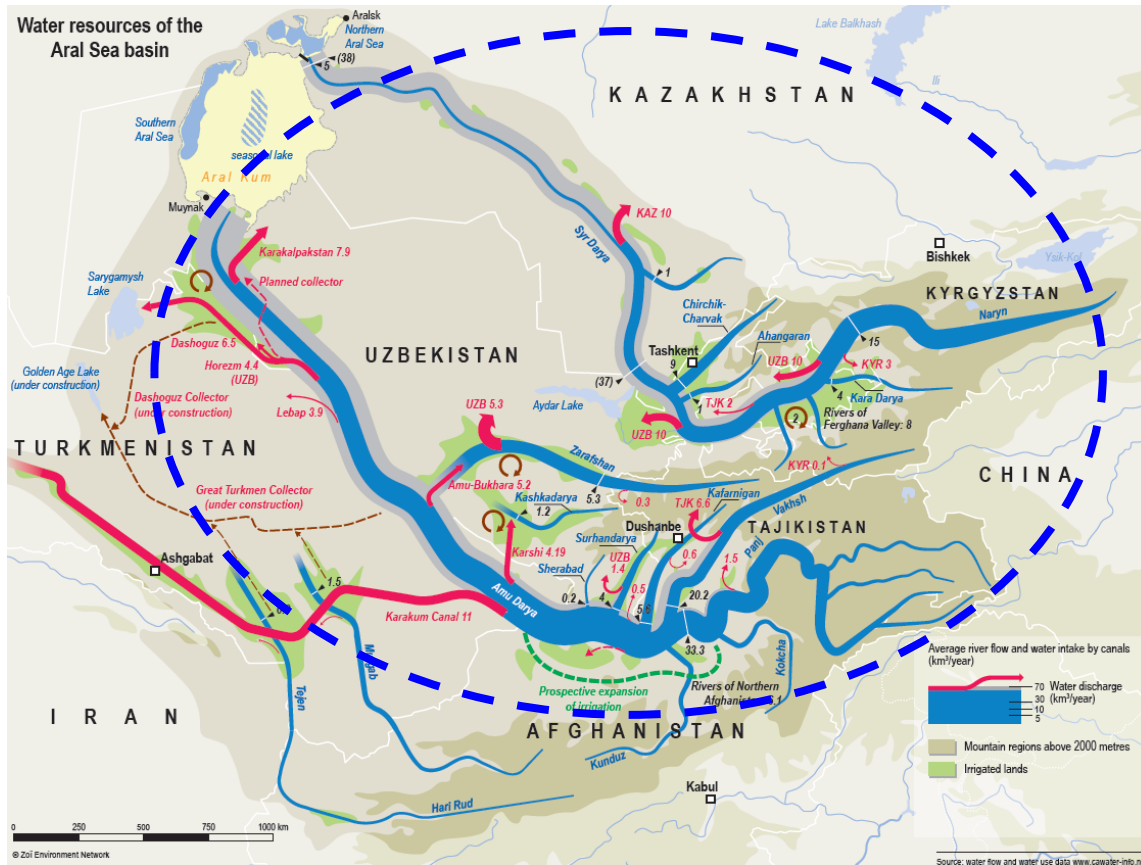 Water resources of the
Aral Sea basin
Aralsk
Northern
Aral Sea
(38)
5
Lake Balkhash
Ili
KAZAKHSTAN
Southern
Aral Sea
seasonal lake
Aral Kum
Muynak
KAZ 10
Syr Darya
1
Bishkek
Ysik-Kol
Karakalpakstan 7.9
Planned collector
Sarygamysh
Lake
KYRGYZSTAN
Naryn
Chirchik-
Charvak
Ahangaran
15
Tashkent
9
UZB 10
KYR 3
Dashoguz 6.5
Horezm 4.4
(UZB)
UZBEKISTAN
Golden Age Lake
(under construction)
(37)
1
TJK 2
4
Kara Darya
Dashoguz Collector
(under construction)
Lebap 3.9
Aydar Lake
UZB 10
2
Rivers of
Ferghana Valley: 8
UZB 5.3
TURKMENISTAN
Zarafshan
KYR 0.1
CHINA
Great Turkmen Collector
(under construction)
Amu-Bukhara 5.2
5.3
0.3
Kashkadarya
1.2
TJK 6.6
Kafarnigan
Vakhsh
Dushanbe
TAJIKISTAN
Karshi 4.19
Surhandarya
Ashgabat
UZB
1.4
0.6
1.5
Panj
Sherabad
1.5
0.5
Amu Darya
0.2
4
20.2
Karakum Canal 11
33.3
Murgab
Tejen
Kokcha
Prospective expansion
of irrigation
Rivers of Northern
IRAN
AFGHANISTAN
Kunduz
Kabul
Hari Rud
Average river flow and water intake by canals
(km³/year)
70 Water discharge
30 (km³/year)
10
5
Mountain regions above 2000 metres
Irrigated lands
0 250 500 750 1000 km
© Zoï Environment Network
Source: water flow and water use data www.cawater-info